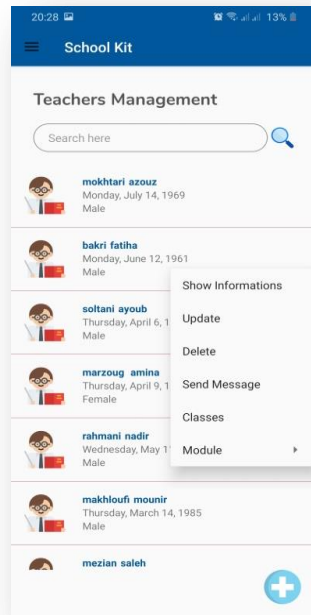 20:28 13%
School Kit
Teachers Management
Search here
mokhtari azouz
Monday, July 14, 1969
Male
bakri fatiha
Monday, June 12, 1961
Male
soltani ayoub
Thursday, April 6, 1
Male
marzoug amina
Thursday, April 9, 1
Female
rahmani nadir
Wednesday, May 1
Male
makhloufi mounir
Thursday, March 14, 1985
Male
mezian saleh
Show Informations
Update
Delete
Send Message
Classes
Module